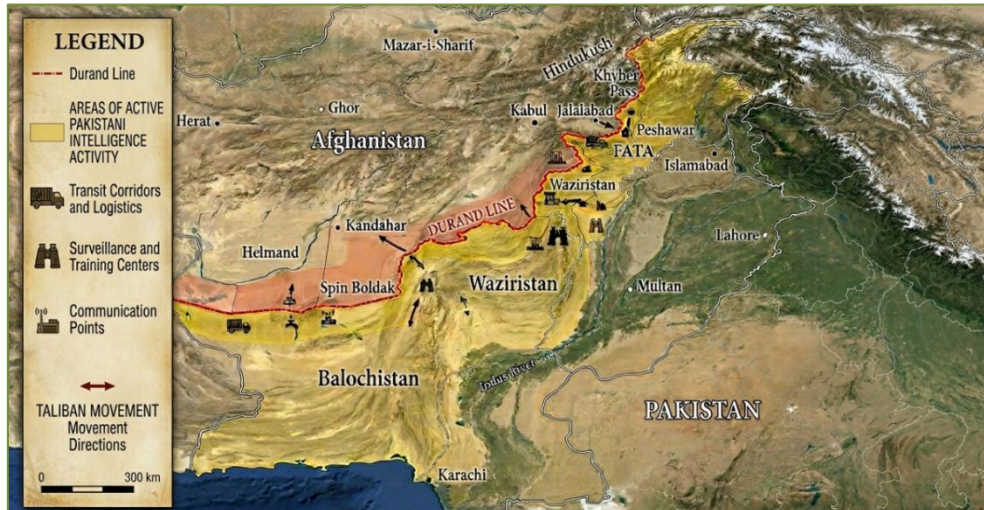 LEGEND
Durand Line
AREAS OF ACTIVE
PAKISTANI
INTELLIGENCE
ACTIVITY
Transit Corridors
and Logistics
Surveillance and
Training Centers
Communication
Points
TALIBAN MOVEMENT
Movement
Directions
0 300 km
Mazar-i-Sharif
Hindukush
Khyber
Pass
Herat
Ghor
Kabul
Jalaiabad
Peshawar
Afghanistan
FATA
Islamabad
Waziristan
DURAND LINE
Kandahar
Lahore
Helmand
Spin Boldak
Waziristan
Multan
Indus River
Balochistan
PAKISTAN
Karachi